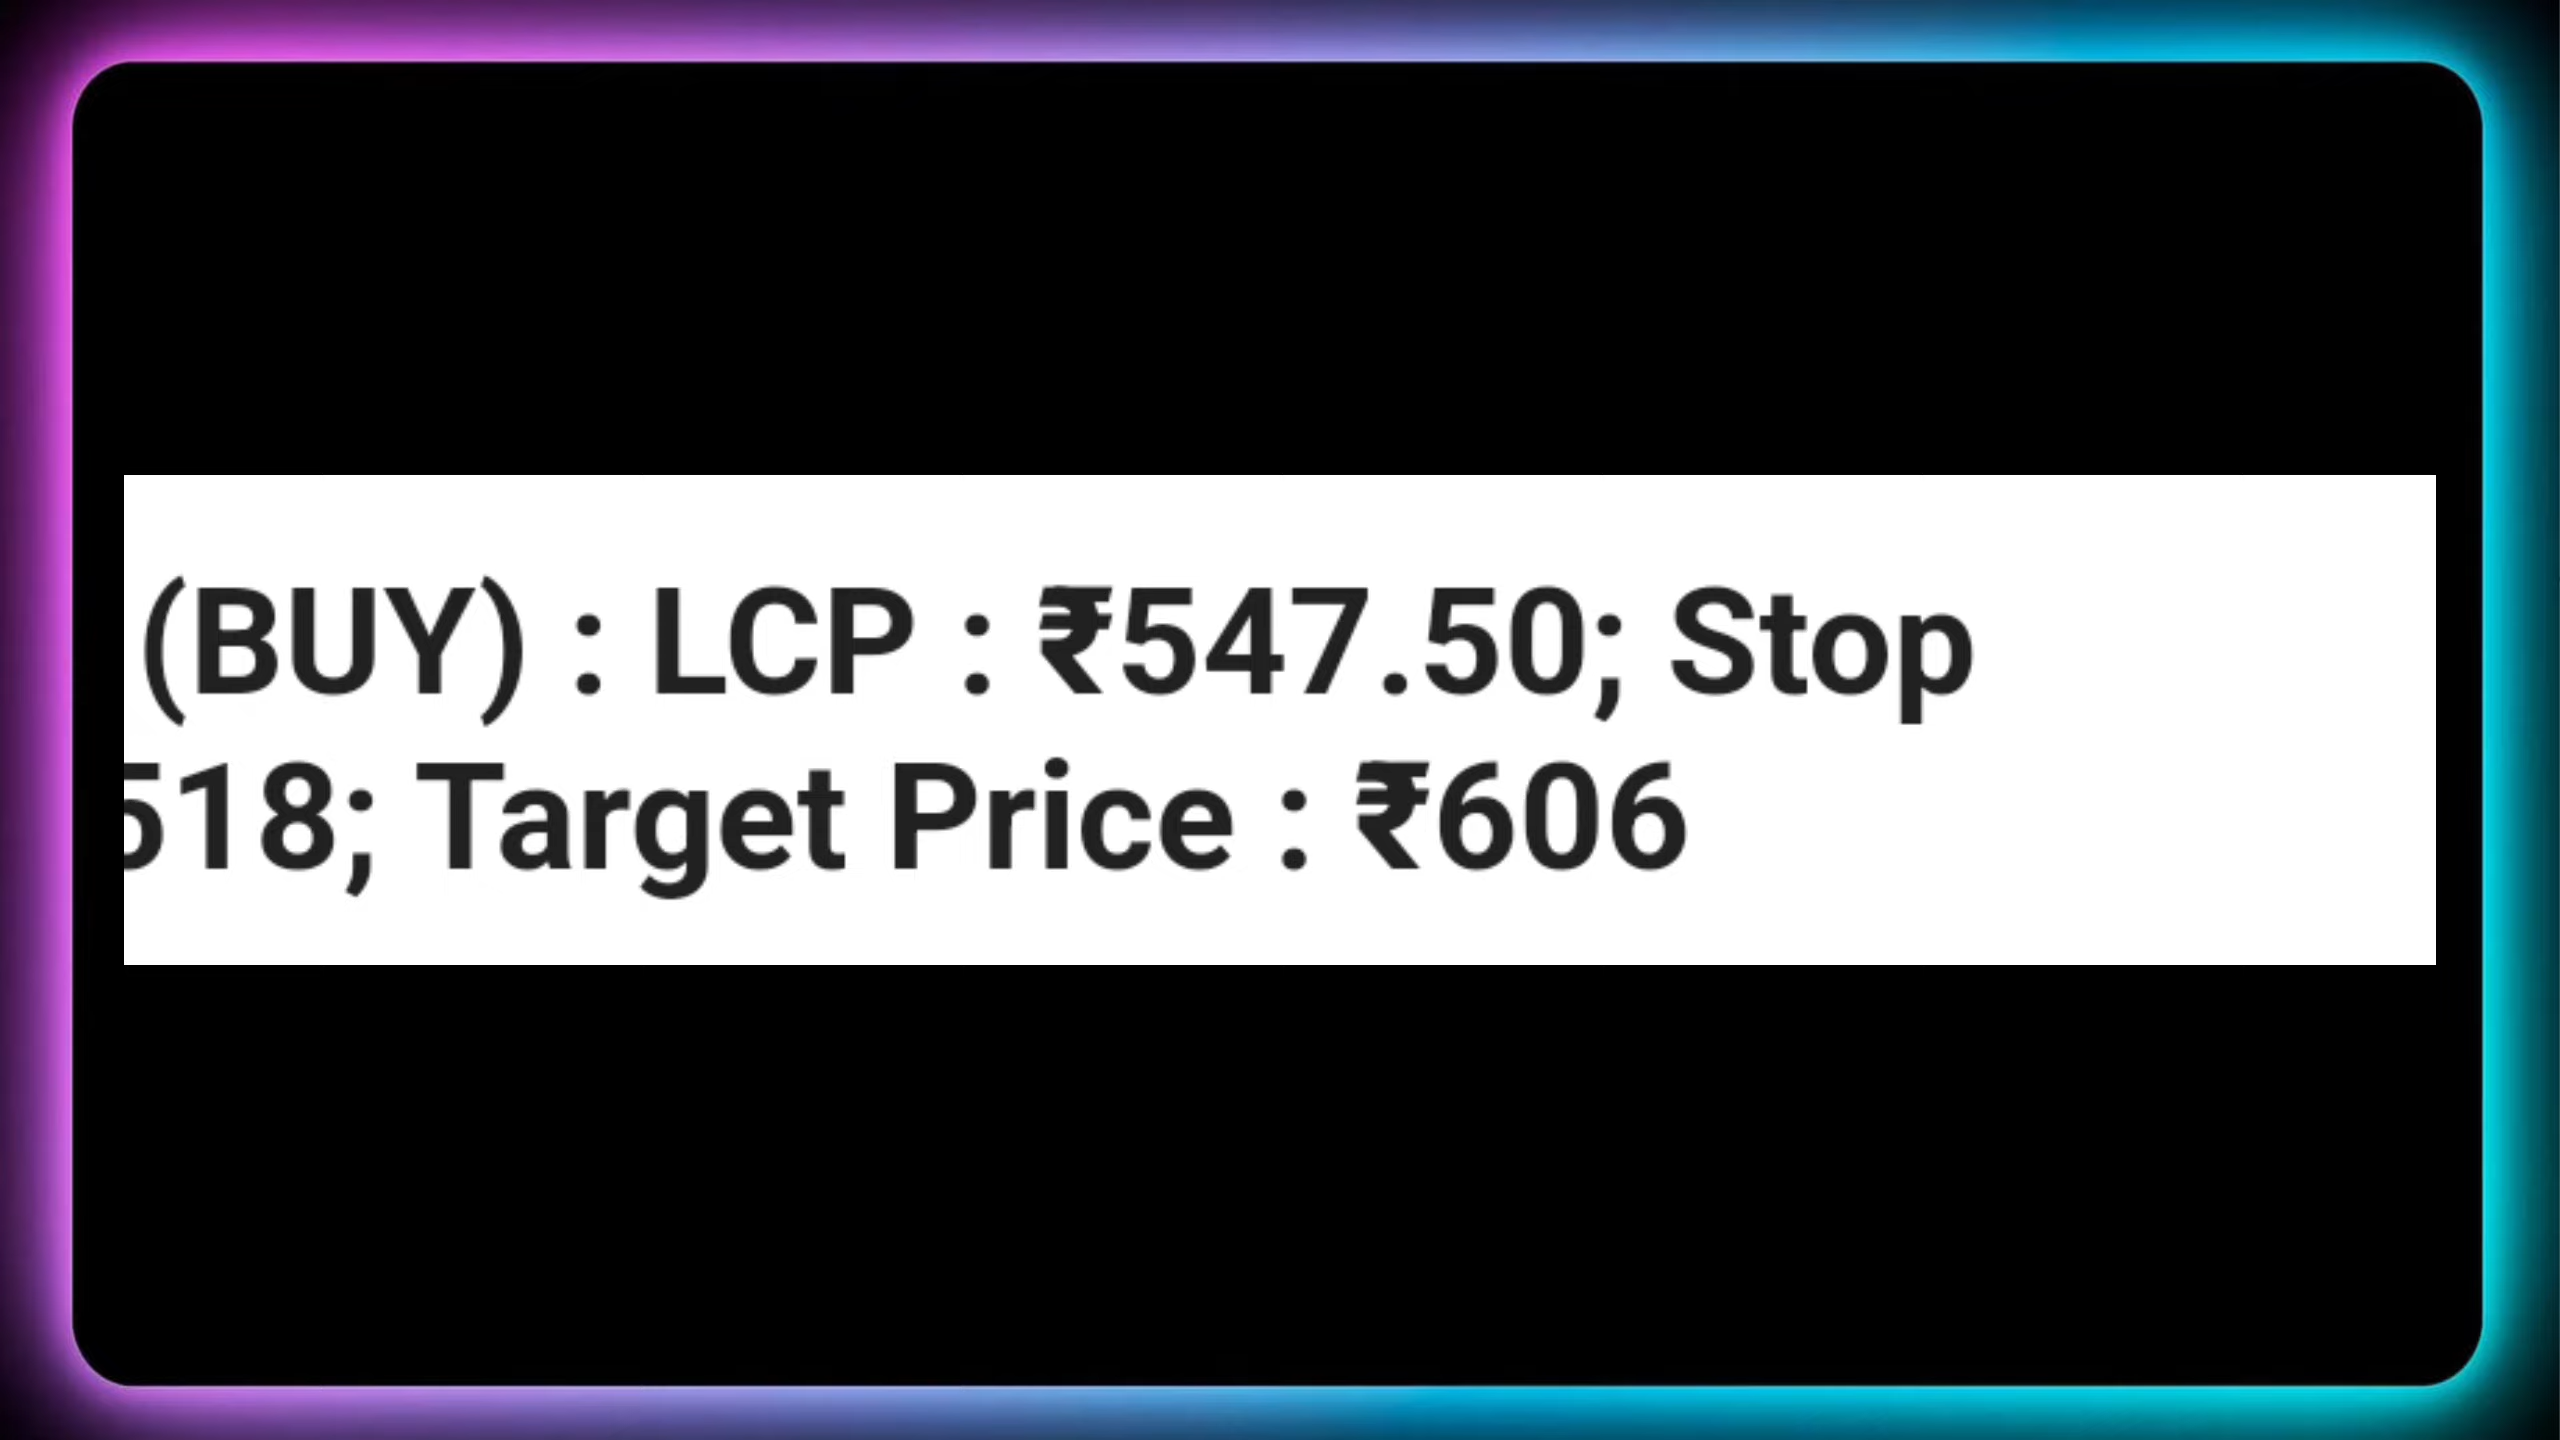 (BUY) : LCP : ₹547.50; Stop
518; Target Price : ₹606